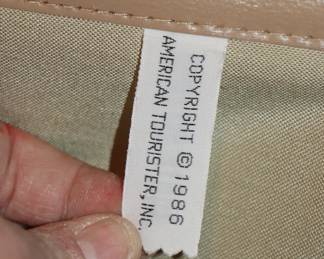 COPYRIGHT © 1986
AMERICAN TOURISTER, INC.